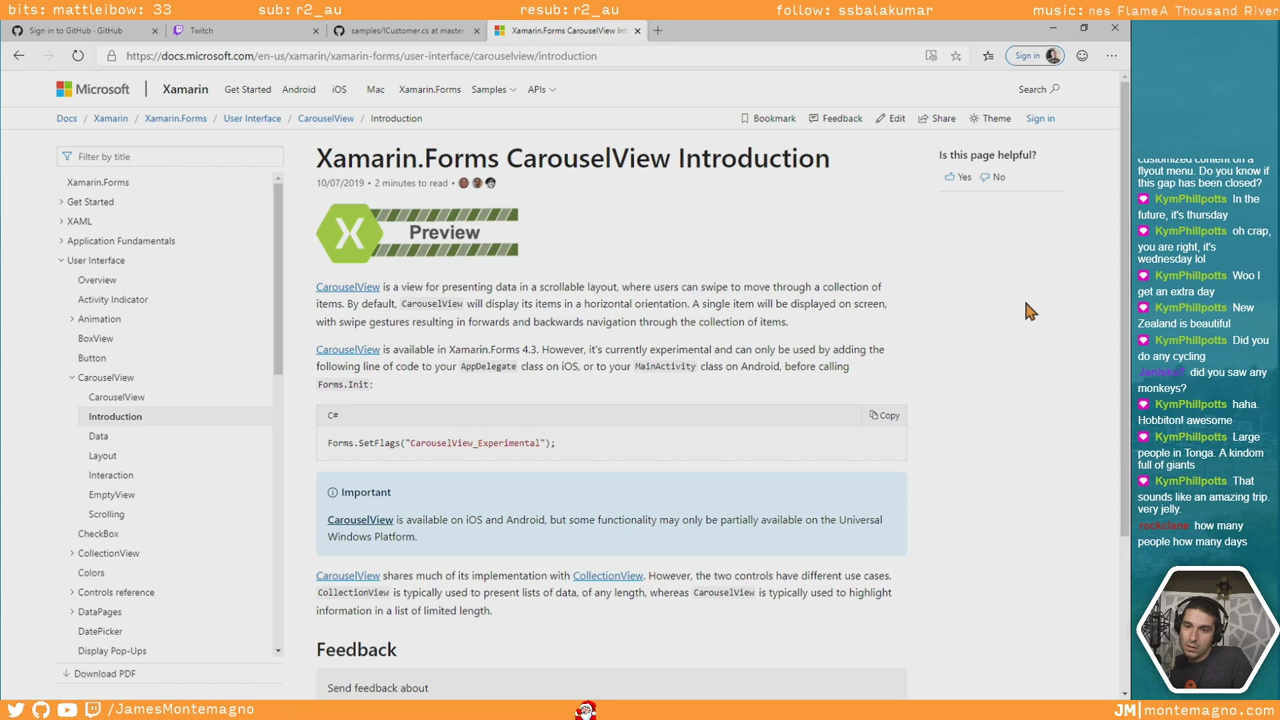 bits: mattleibow: 33 sub: r2_au resub: r2_au follow: ssbalakumar music: nes FlameA Thousand River
Sign in to GitHub · GitHub
Twitch
samples/ICustomer.cs at master
Xamarin.Forms CarouselView Int
https://docs.microsoft.com/en-us/xamarin/xamarin-forms/user-interface/carouselview/introduction
Sign in
Microsoft
Xamarin Get Started Android iOS Mac Xamarin.Forms Samples APIs
Search
Docs / Xamarin / Xamarin.Forms / User Interface / CarouselView / Introduction
Bookmark Feedback Edit Share Theme Sign in
Filter by title
Xamarin.Forms
Get Started
XAML
Application Fundamentals
User Interface
Overview
Activity Indicator
Animation
BoxView
Button
CarouselView
CarouselView
Introduction
Data
Layout
Interaction
EmptyView
Scrolling
CheckBox
CollectionView
Colors
Controls reference
DataPages
DatePicker
Display Pop-ups
Download PDF
Xamarin.Forms CarouselView Introduction
10/07/2019 • 2 minutes to read •
X Preview
CarouselView is a view for presenting data in a scrollable layout, where users can swipe to move through a collection of
items. By default, CarouselView will display its items in a horizontal orientation. A single item will be displayed on screen,
with swipe gestures resulting in forwards and backwards navigation through the collection of items.
CarouselView is available in Xamarin.Forms 4.3. However, it's currently experimental and can only be used by adding the
following line of code to your AppDelegate class on iOS, or to your MainActivity class on Android, before calling
Forms.Init:
C#
Copy
Forms.SetFlags("CarouselView_Experimental");
Important
CarouselView is available on iOS and Android, but some functionality may only be partially available on the Universal
Windows Platform.
CarouselView shares much of its implementation with CollectionView. However, the two controls have different use cases.
CollectionView is typically used to present lists of data, of any length, whereas CarouselView is typically used to highlight
information in a list of limited length.
Feedback
Send feedback about
Is this page helpful?
Yes No
customized content on a
flyout menu. Do you know if
this gap has been closed?
KymPhillpotts In the
future, it's thursday
KymPhillpotts oh crap,
you are right, it's
wednesday lol
KymPhillpotts Woo I
get an extra day
KymPhillpotts New
Zealand is beautiful
KymPhillpotts Did you
do any cycling
did you saw any
monkeys?
KymPhillpotts haha.
Hobbiton! awesome
KymPhillpotts Large
people in Tonga. A kindom
full of giants
KymPhillpotts That
sounds like an amazing trip.
very jelly.
how many
people how many days
/JamesMontemagno
JM|montemagno.com